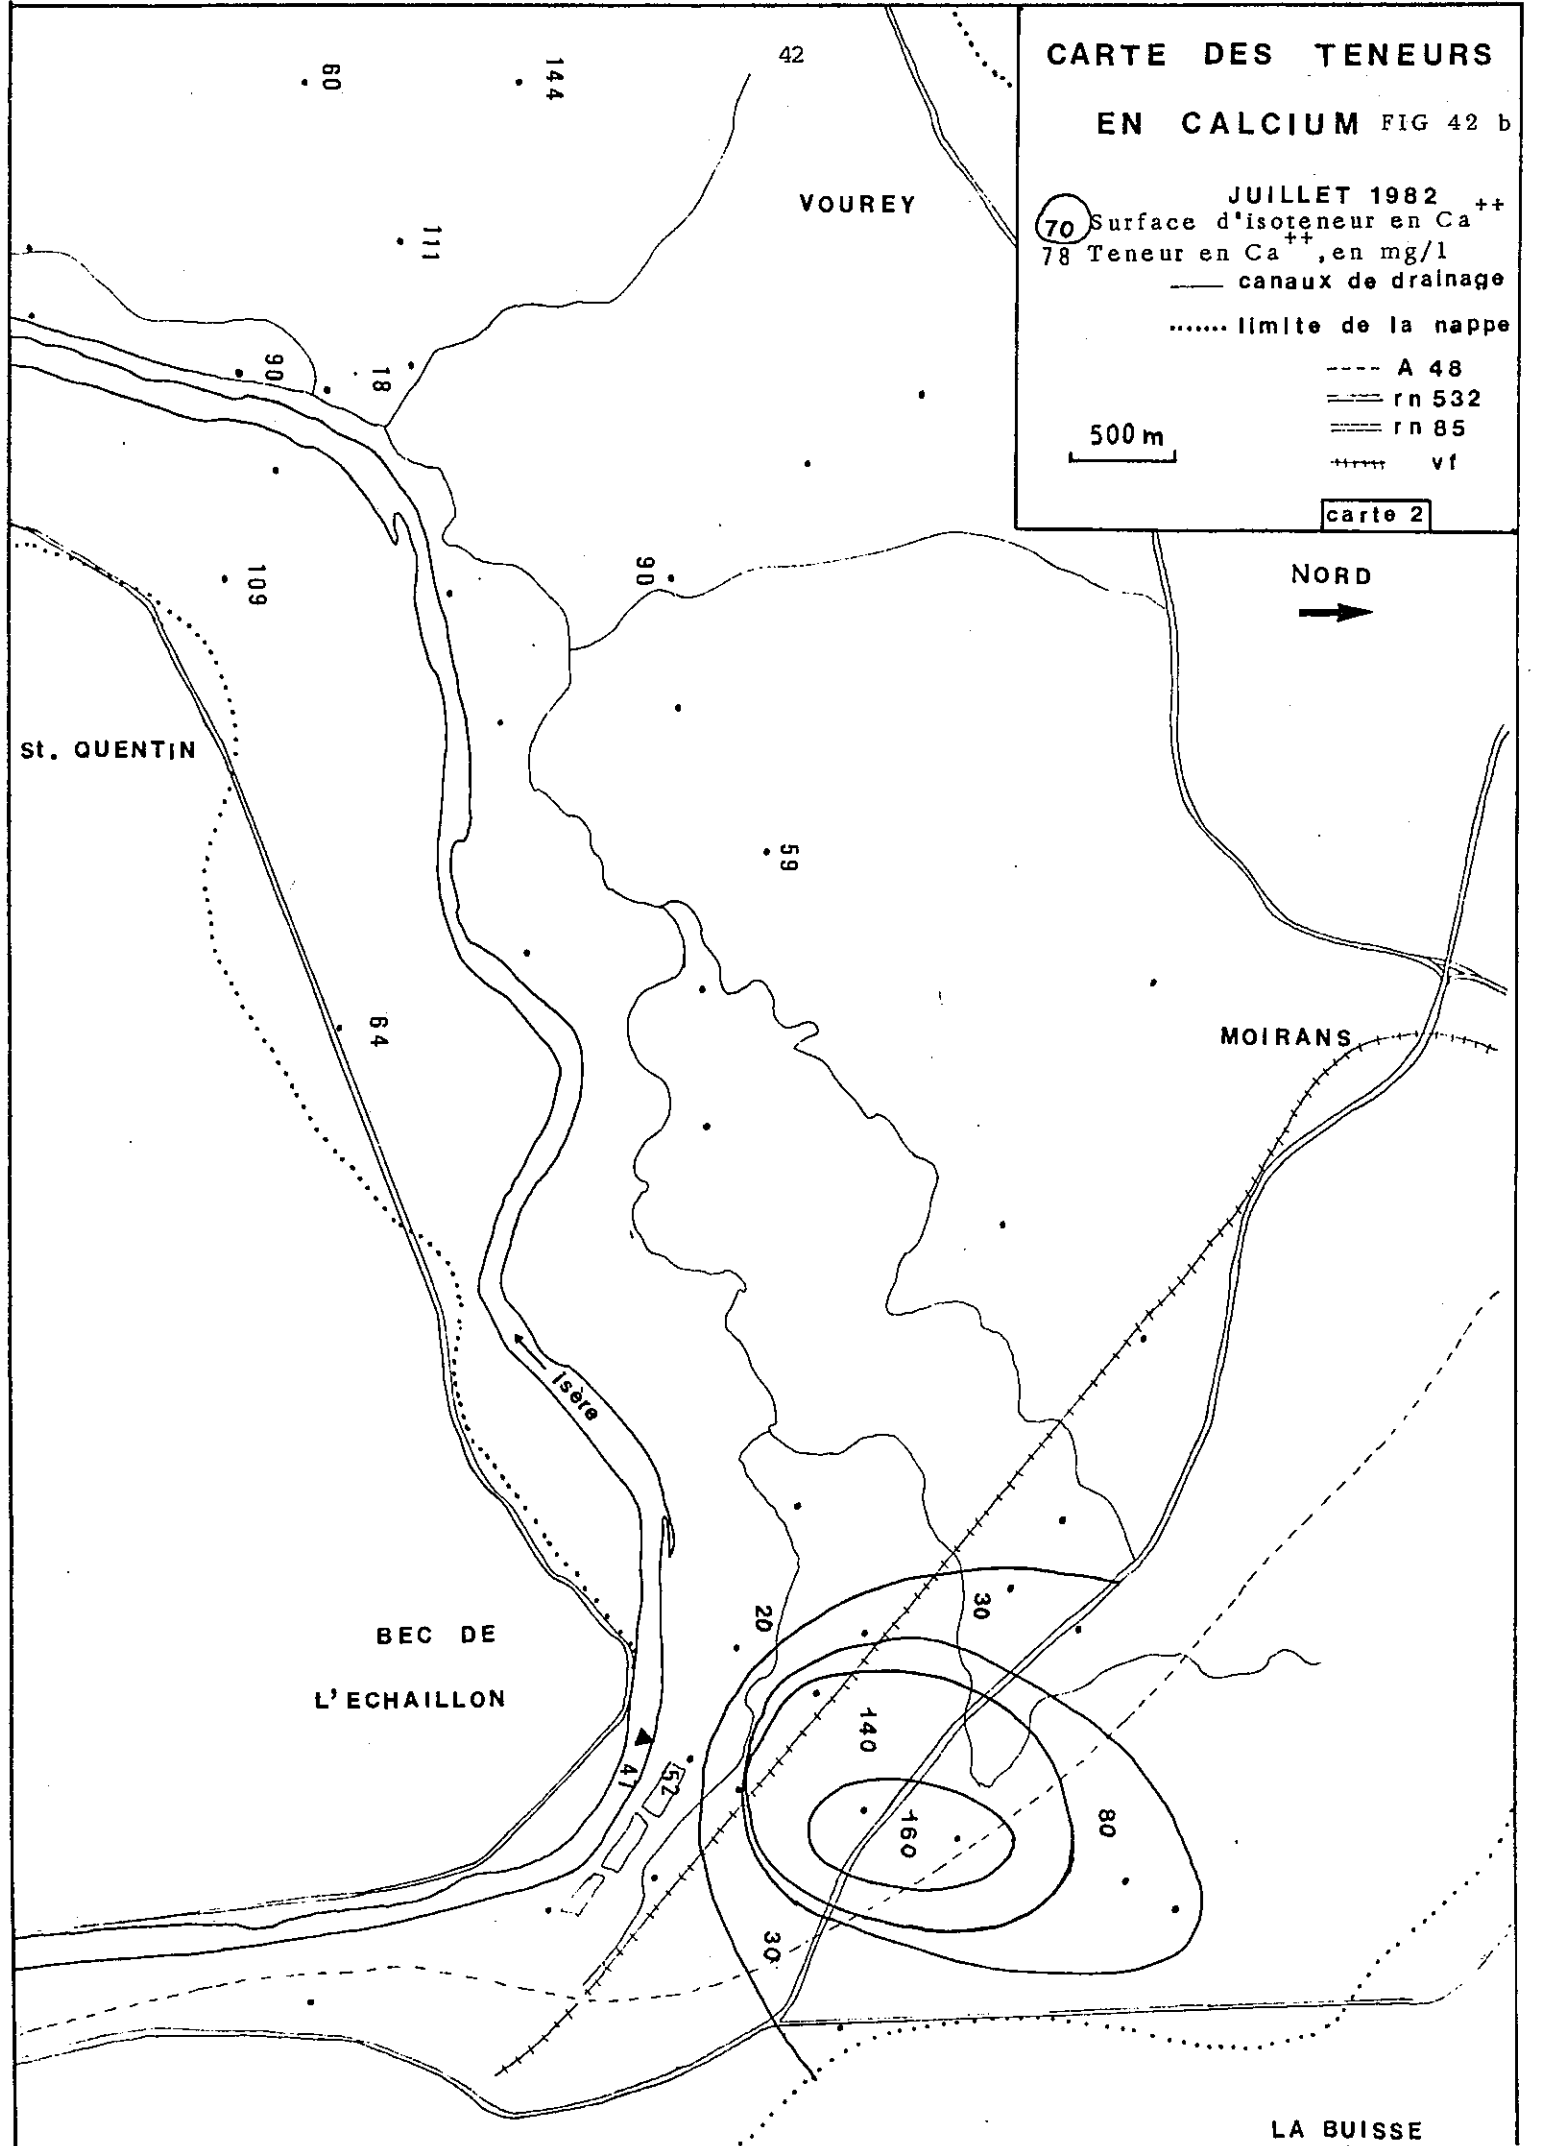 42
CARTE DES TENEURS
EN CALCIUM FIG 42 b
JUILLET 1982
70 Surface d'isoteneur en Ca++
78 Teneur en Ca++, en mg/l
canaux de drainage
limite de la nappe
A 48
rn 532
rn 85
vf
500 m
carte 2
NORD
60
144
VOUREY
111
90
18
109
90
St. QUENTIN
59
64
MOIRANS
Isère
20
30
BEC DE
L'ECHAILLON
140
41
52
160
80
30
LA BUISSE